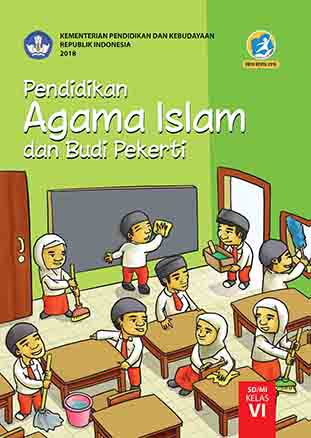 KEMENTERIAN PENDIDIKAN DAN KEBUDAYAAN
REPUBLIK INDONESIA
2018
Pendidikan
Agama Islam
dan Budi Pekerti
SD/MI
KELAS
VI